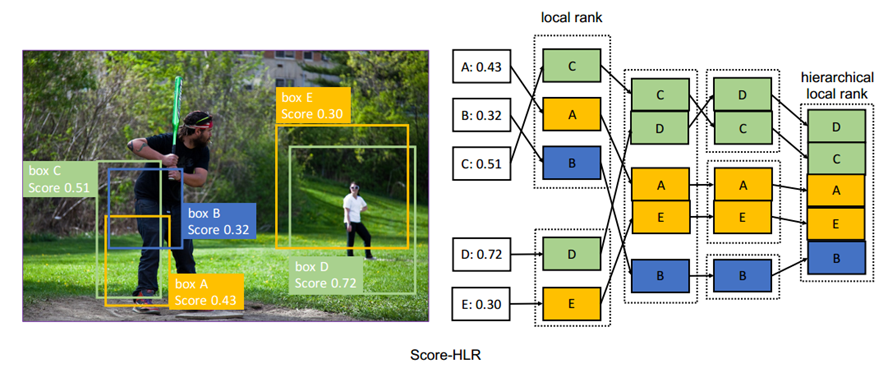 box E
Score 0.30
box C
Score 0.51
box B
Score 0.32
box D
Score 0.72
box A
Score 0.43
local rank
A: 0.43
B: 0.32
C: 0.51
D: 0.72
E: 0.30
C
A
B
D
E
C
D
A
E
B
D
C
A
E
B
hierarchical
local rank
D
C
A
E
B
Score-HLR